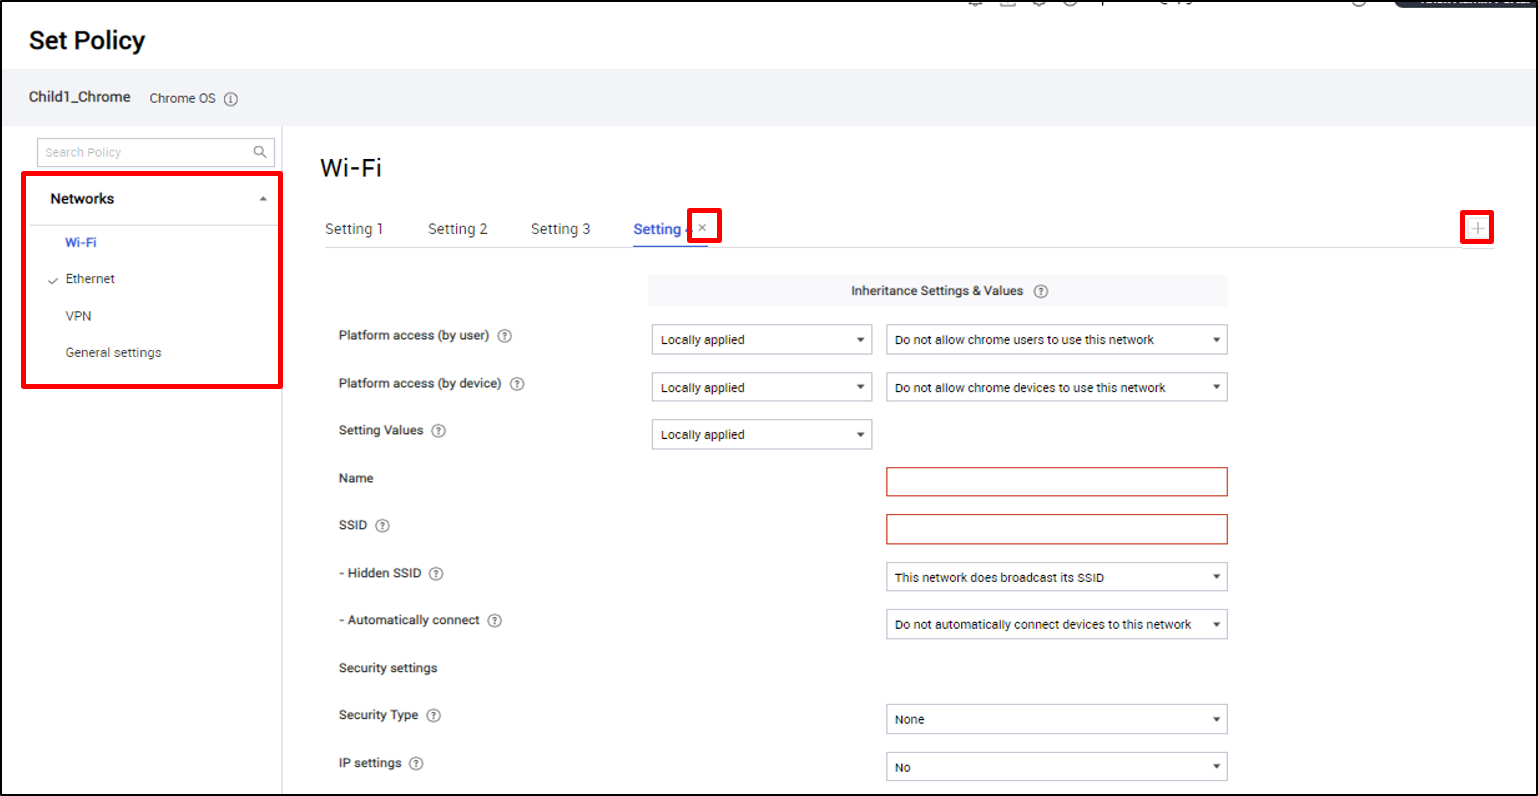 Set Policy
Child1_Chrome Chrome OS
Search Policy
Networks
Wi-Fi
Ethernet
VPN
General settings
Wi-Fi
Setting 1 Setting 2 Setting 3 Setting
Inheritance Settings & Values
Platform access (by user) Locally applied Do not allow chrome users to use this network
Platform access (by device) Locally applied Do not allow chrome devices to use this network
Setting Values Locally applied
Name
SSID
- Hidden SSID This network does broadcast its SSID
- Automatically connect Do not automatically connect devices to this network
Security settings
Security Type None
IP settings No